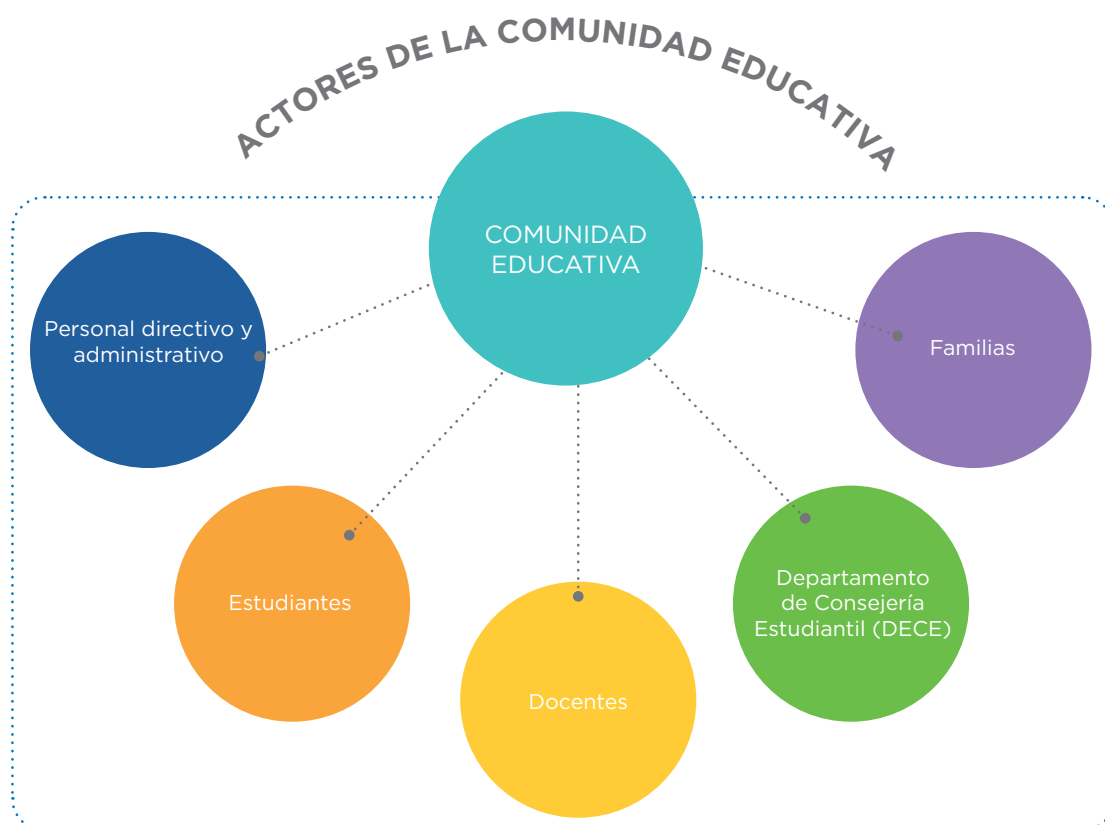 ACTORES DE LA COMUNIDAD EDUCATIVA
COMUNIDAD
EDUCATIVA
Personal directivo y
administrativo
Familias
Estudiantes
Departamento
de Consejería
Estudiantil (DECE)
Docentes